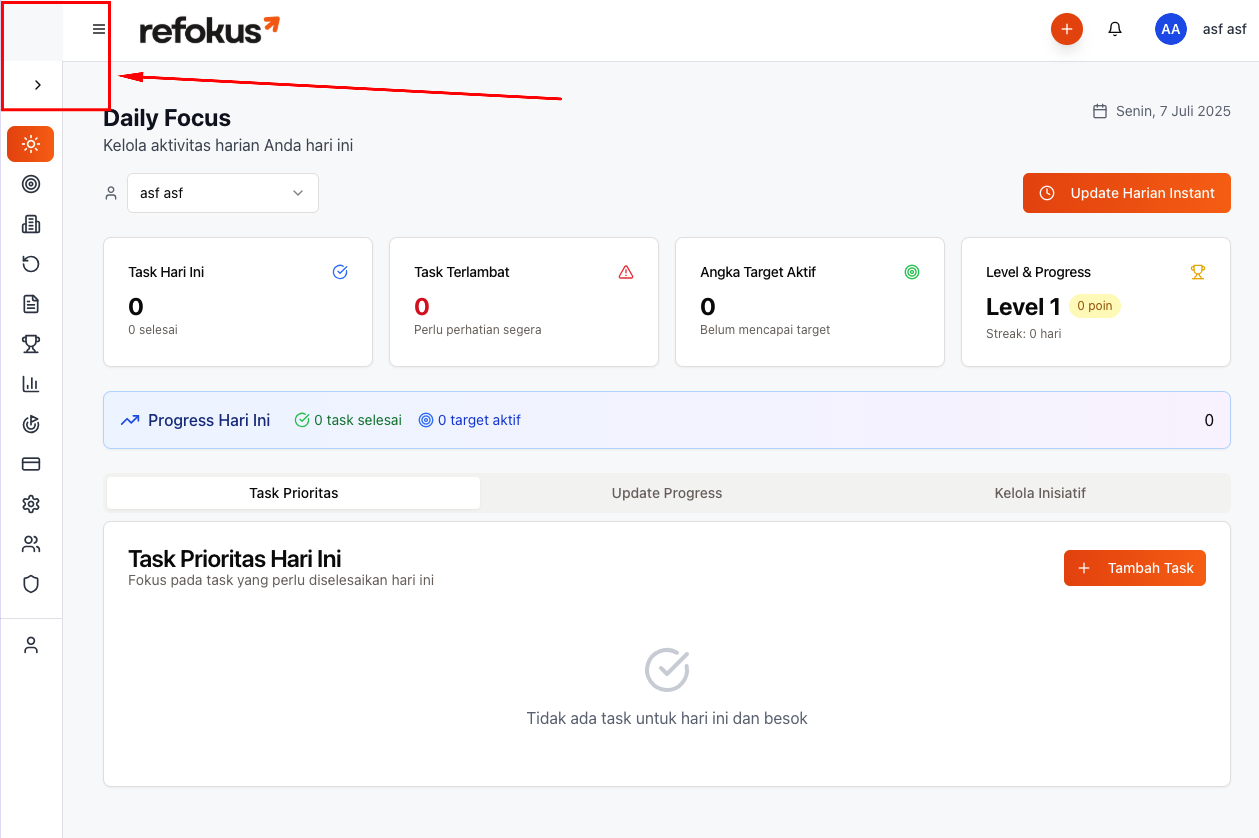 refokus
AA
asf asf
Daily Focus
Senin, 7 Juli 2025
Kelola aktivitas harian Anda hari ini
asf asf
Update Harian Instant
Task Hari Ini
0
0 selesai
Task Terlambat
0
Perlu perhatian segera
Angka Target Aktif
0
Belum mencapai target
Level & Progress
Level 1
0 poin
Streak: 0 hari
Progress Hari Ini
0 task selesai
0 target aktif
0
Task Prioritas
Update Progress
Kelola Inisiatif
Task Prioritas Hari Ini
Fokus pada task yang perlu diselesaikan hari ini
Tambah Task
Tidak ada task untuk hari ini dan besok